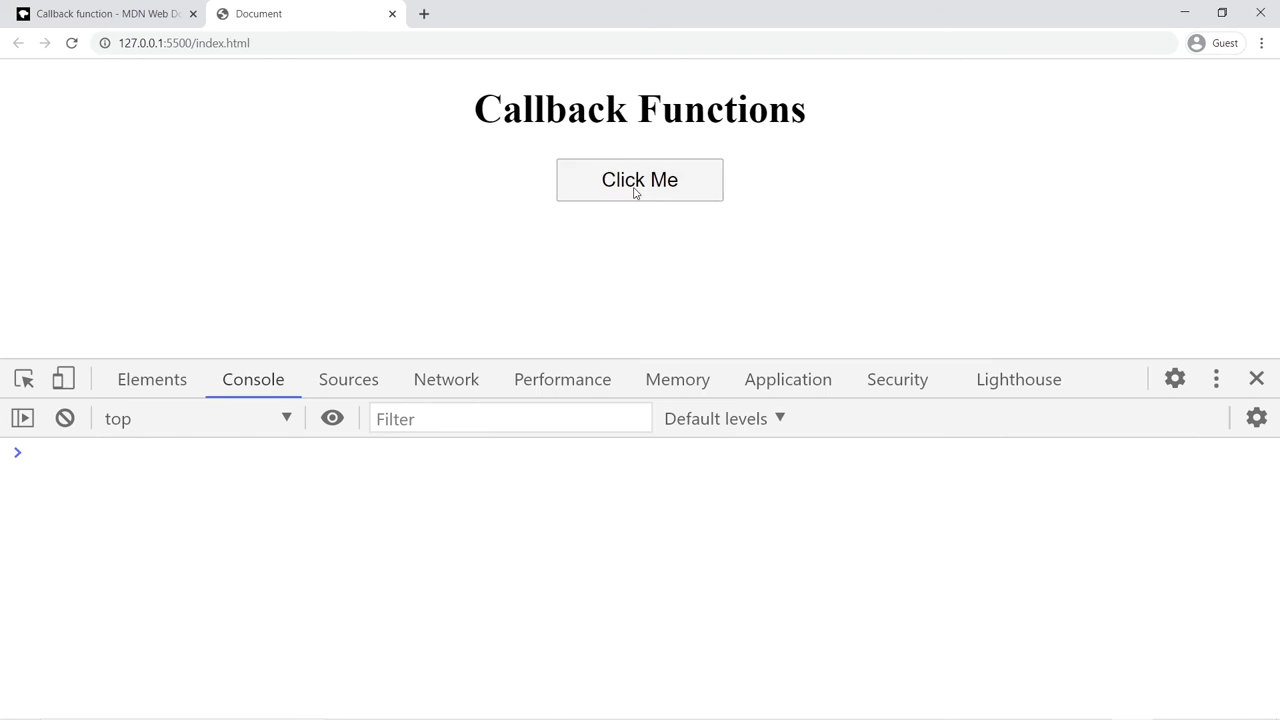 Callback function - MDN Web Do
Document
127.0.0.1:5500/index.html
Guest
Callback Functions
Click Me
Elements Console Sources Network Performance Memory Application Security Lighthouse
top Filter Default levels